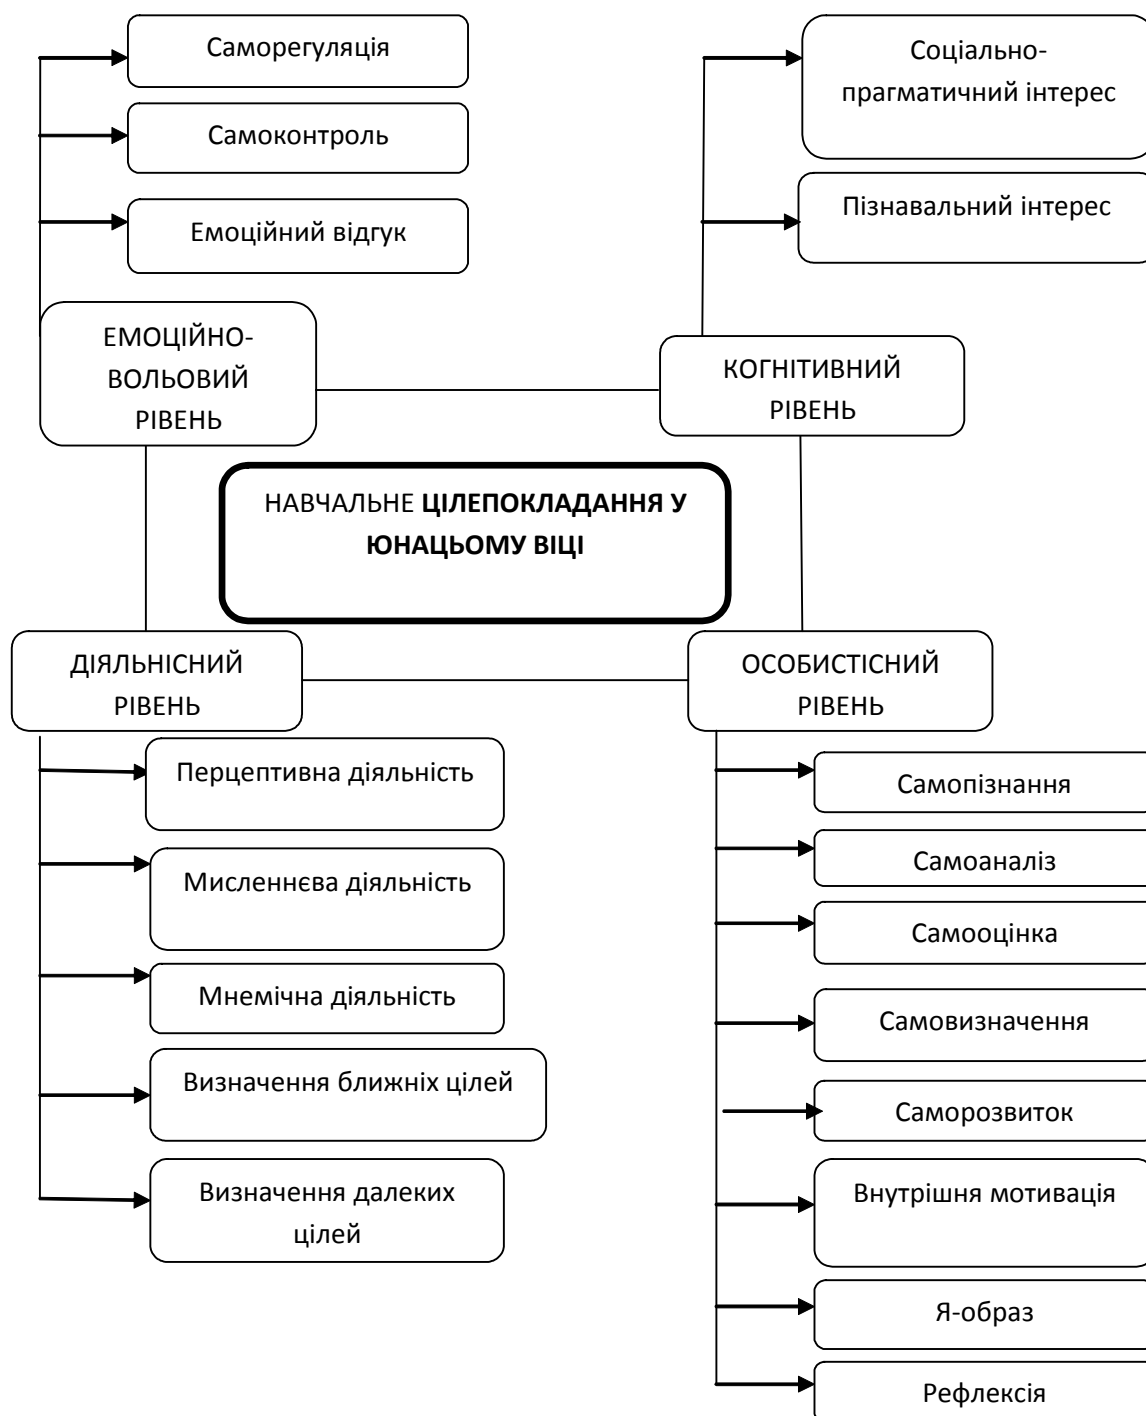 Саморегуляція
Самоконтроль
Емоційний відгук
Соціально-
прагматичний інтерес
Пізнавальний інтерес
ЕМОЦІЙНО-
ВОЛЬОВИЙ
РІВЕНЬ
КОГНІТИВНИЙ
РІВЕНЬ
НАВЧАЛЬНЕ ЦІЛЕПОКЛАДАННЯ У
ЮНАЦЬОМУ ВІЦІ
ДІЯЛЬНІСНИЙ
РІВЕНЬ
ОСОБИСТІСНИЙ
РІВЕНЬ
Перцептивна діяльність
Мисленнєва діяльність
Мнемічна діяльність
Визначення ближніх цілей
Визначення далеких
цілей
Самопізнання
Самоаналіз
Самооцінка
Самовизначення
Саморозвиток
Внутрішня мотивація
Я-образ
Рефлексія